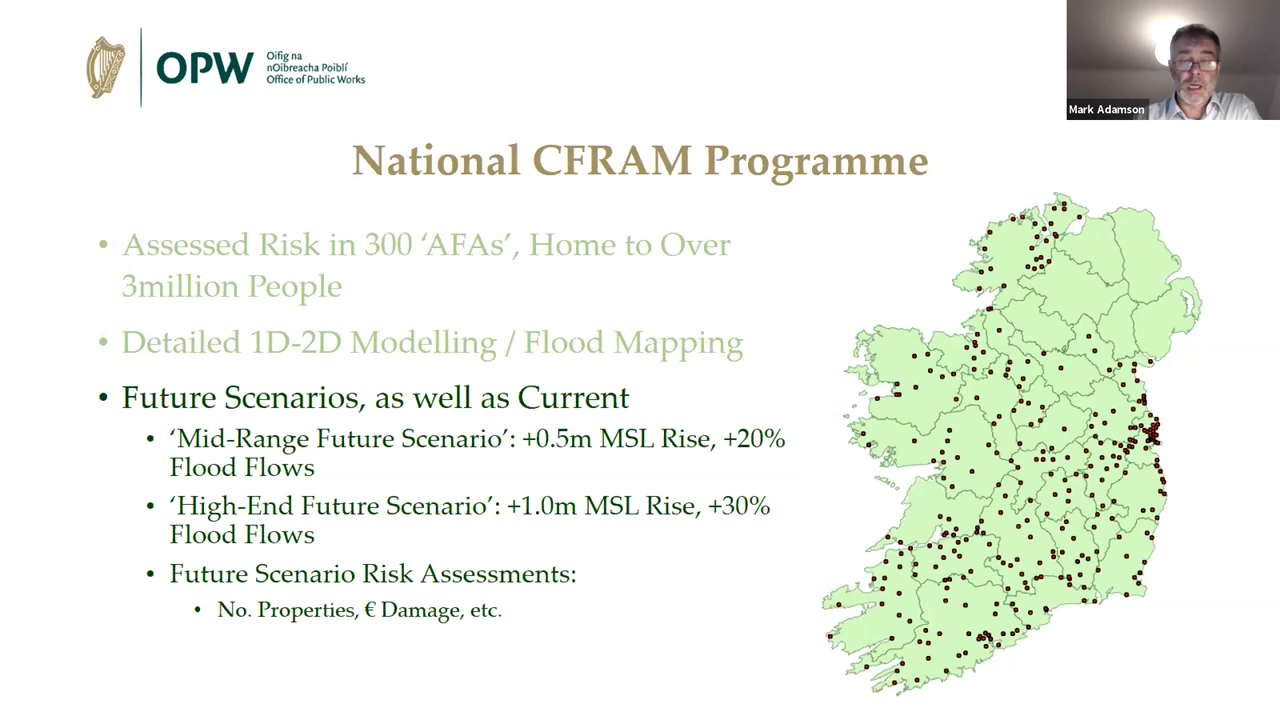 OPW
Oifig na
nOibreacha Poiblí
Office of Public Works
Mark Adamson
National CFRAM Programme
• Assessed Risk in 300 ‘AFAs’, Home to Over
3million People
• Detailed 1D-2D Modelling / Flood Mapping
• Future Scenarios, as well as Current
• ‘Mid-Range Future Scenario’: +0.5m MSL Rise, +20%
Flood Flows
• ‘High-End Future Scenario’: +1.0m MSL Rise, +30%
Flood Flows
• Future Scenario Risk Assessments:
• No. Properties, € Damage, etc.